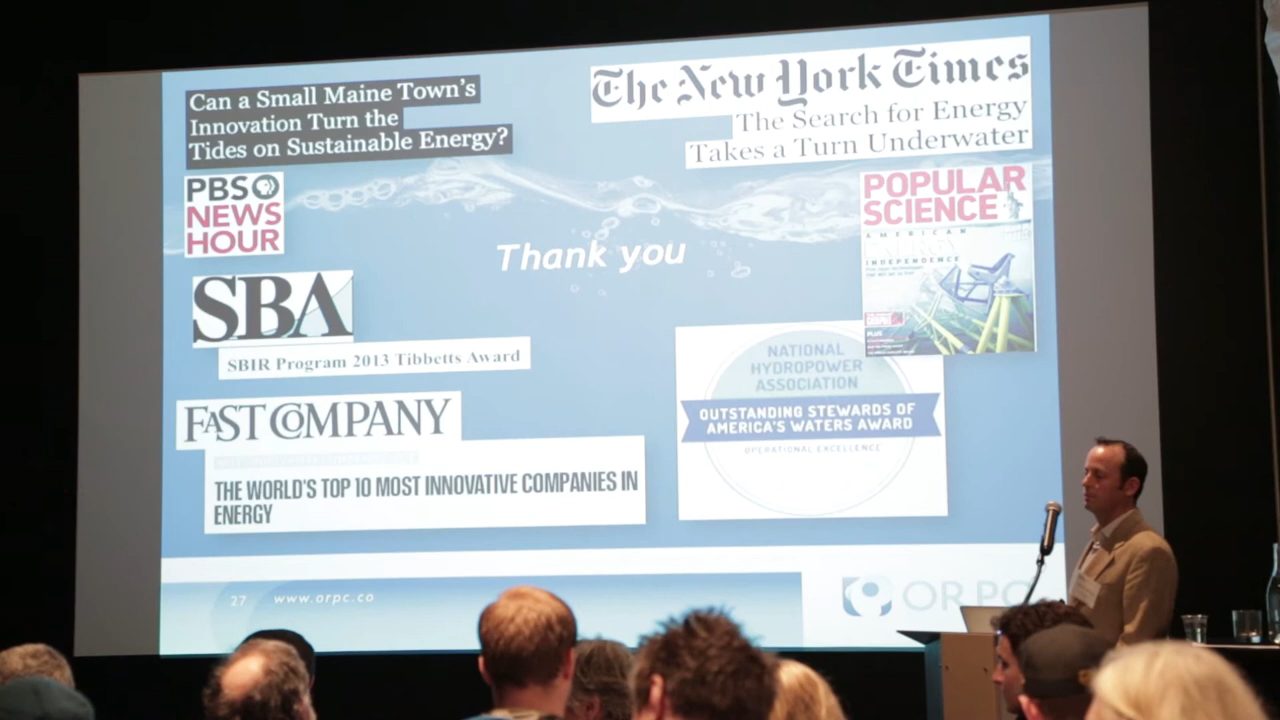 Can a Small Maine Town's
Innovation Turn the
Tides on Sustainable Energy?
PBS
NEWS
HOUR
The New York Times
The Search for Energy
Takes a Turn Underwater
POPULAR
SCIENCE
AMERICAN
ENERGY
INDEPENDENCE
Thank you
SBA
SBIR Program 2013 Tibbetts Award
NATIONAL
HYDROPOWER
ASSOCIATION
OUTSTANDING STEWARDS OF
AMERICA'S WATERS AWARD
OPERATIONAL EXCELLENCE
FAST COMPANY
THE WORLD'S TOP 10 MOST INNOVATIVE COMPANIES IN
ENERGY
27 www.orpc.co
ORPC